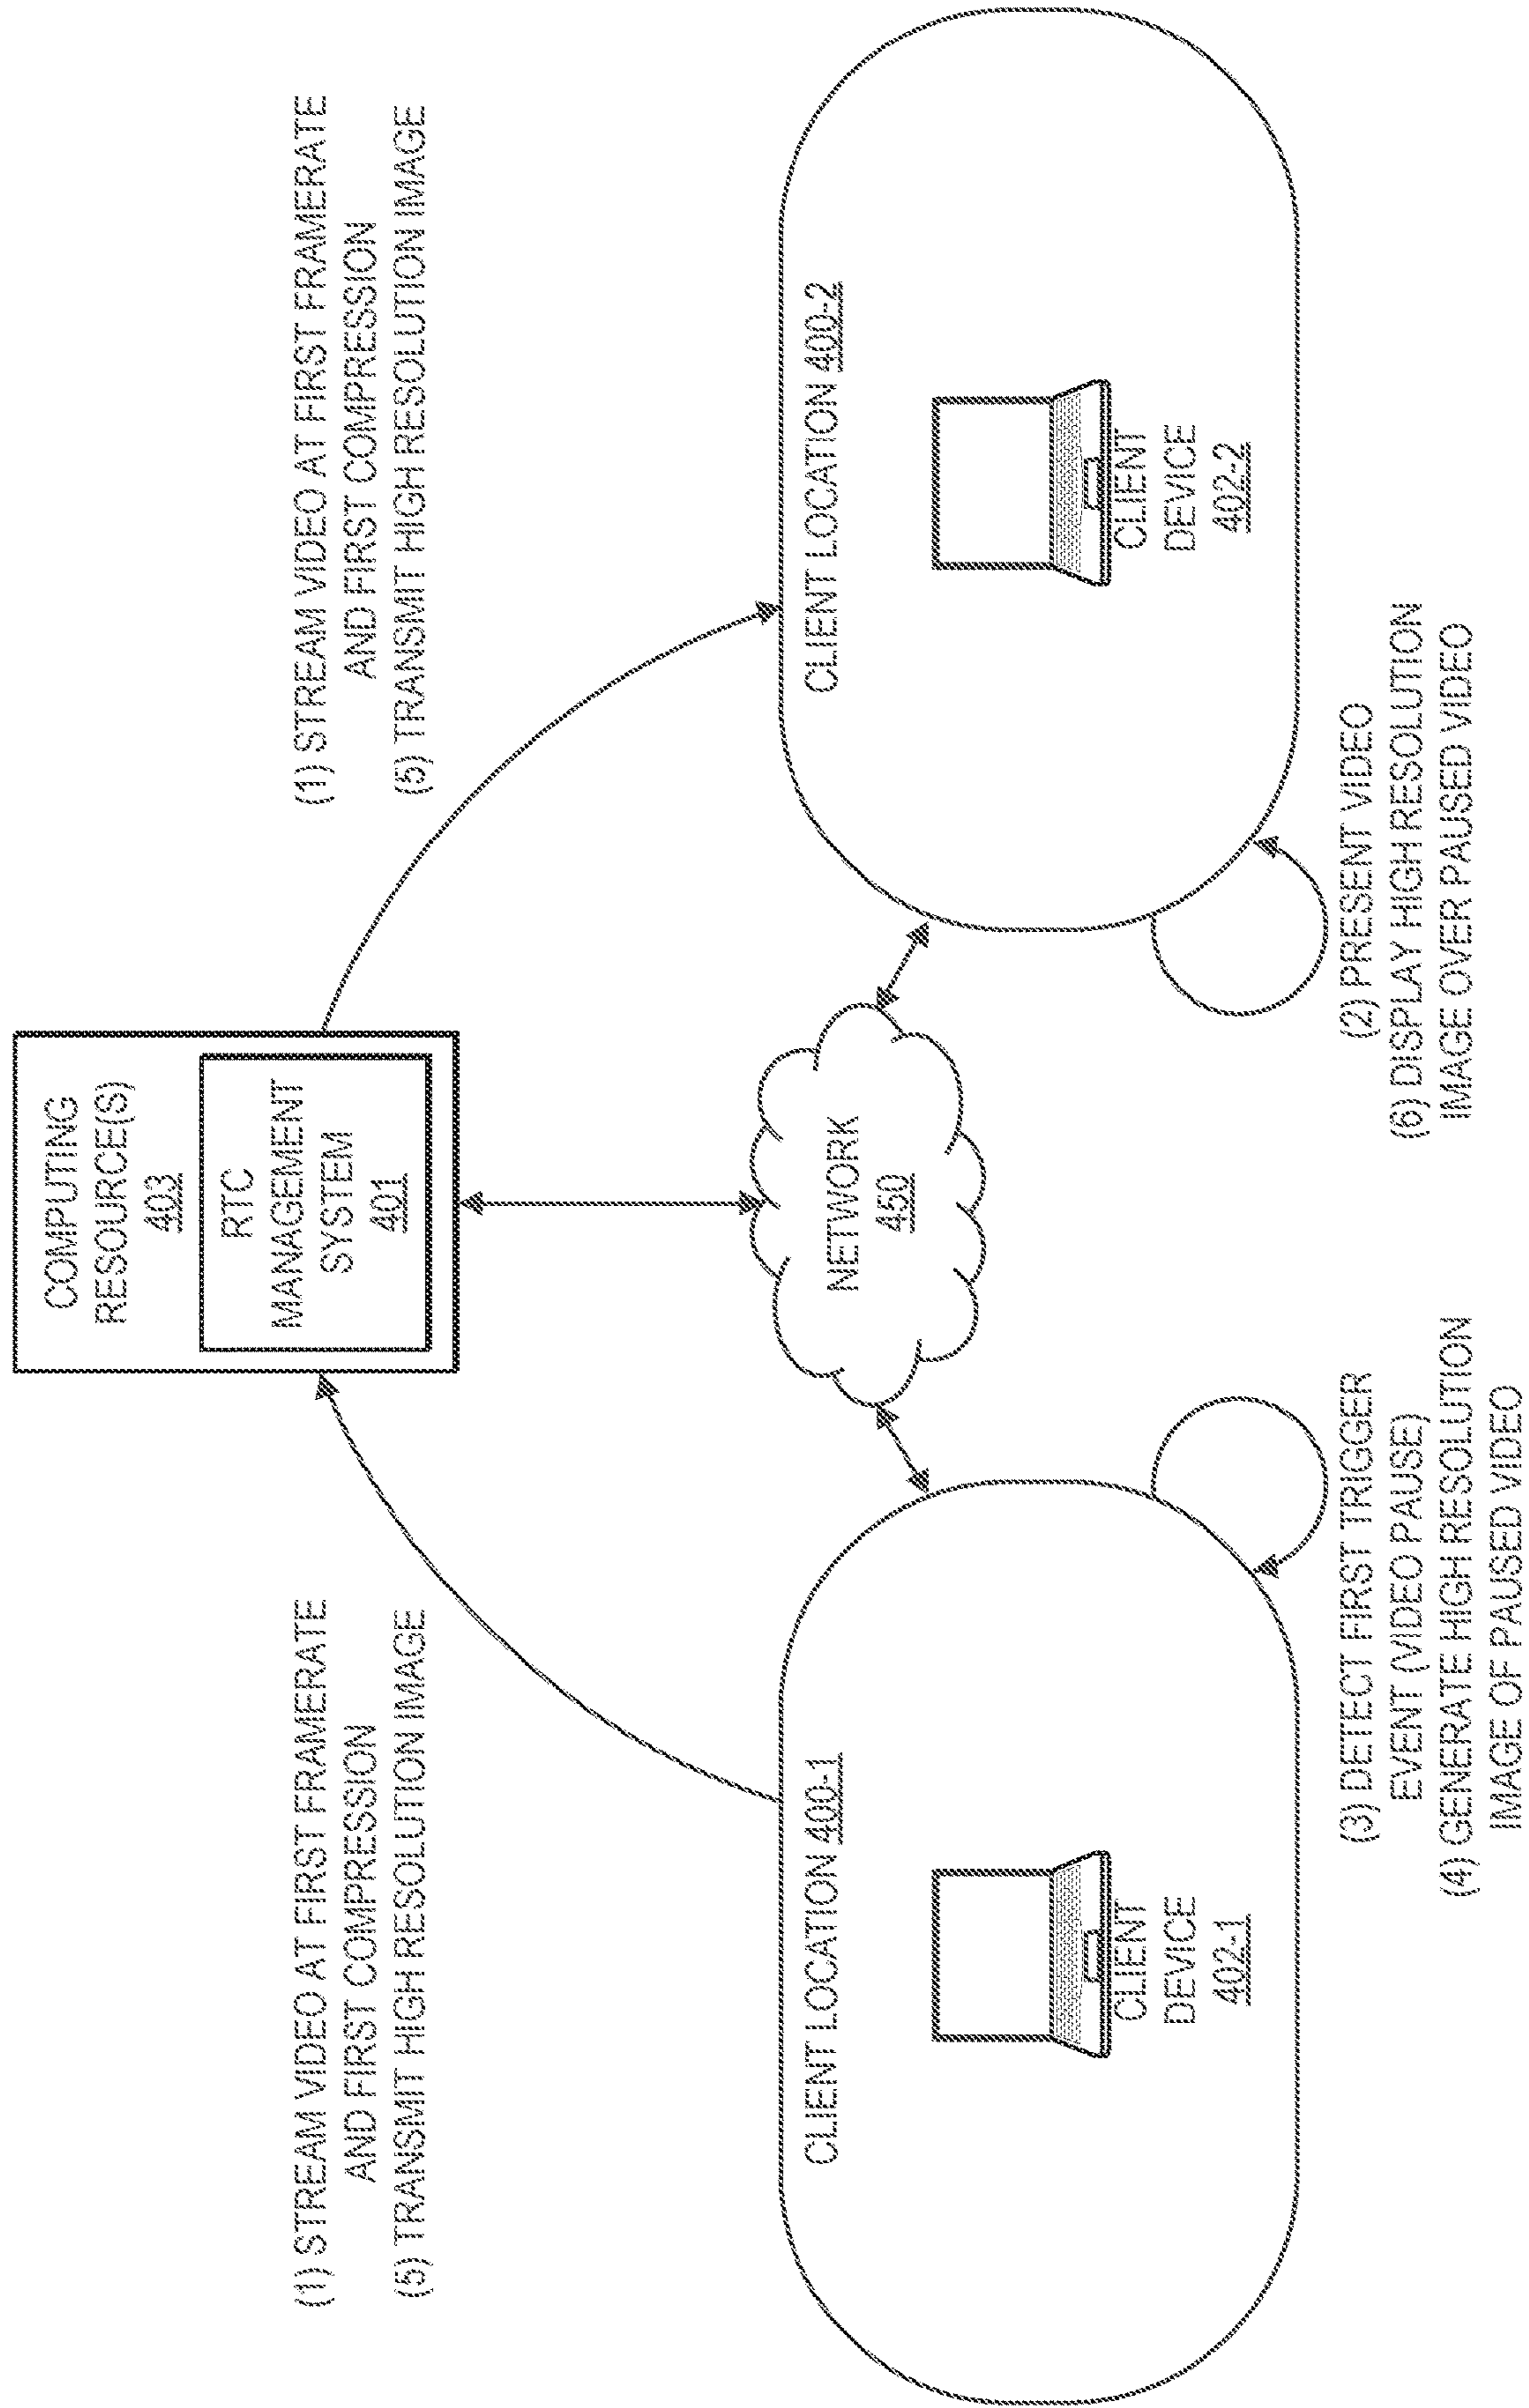 COMPUTING
RESOURCE(S)
403
RTC
MANAGEMENT
SYSTEM
401
(1) STREAM VIDEO AT FIRST FRAMERATE
AND FIRST COMPRESSION
(5) TRANSMIT HIGH RESOLUTION IMAGE
(1) STREAM VIDEO AT FIRST FRAMERATE
AND FIRST COMPRESSION
(5) TRANSMIT HIGH RESOLUTION IMAGE
CLIENT LOCATION 400-1
CLIENT
DEVICE
402-1
NETWORK
450
CLIENT LOCATION 400-2
CLIENT
DEVICE
402-2
(3) DETECT FIRST TRIGGER
EVENT (VIDEO PAUSE)
(4) GENERATE HIGH RESOLUTION
IMAGE OF PAUSED VIDEO
(2) PRESENT VIDEO
(6) DISPLAY HIGH RESOLUTION
IMAGE OVER PAUSED VIDEO